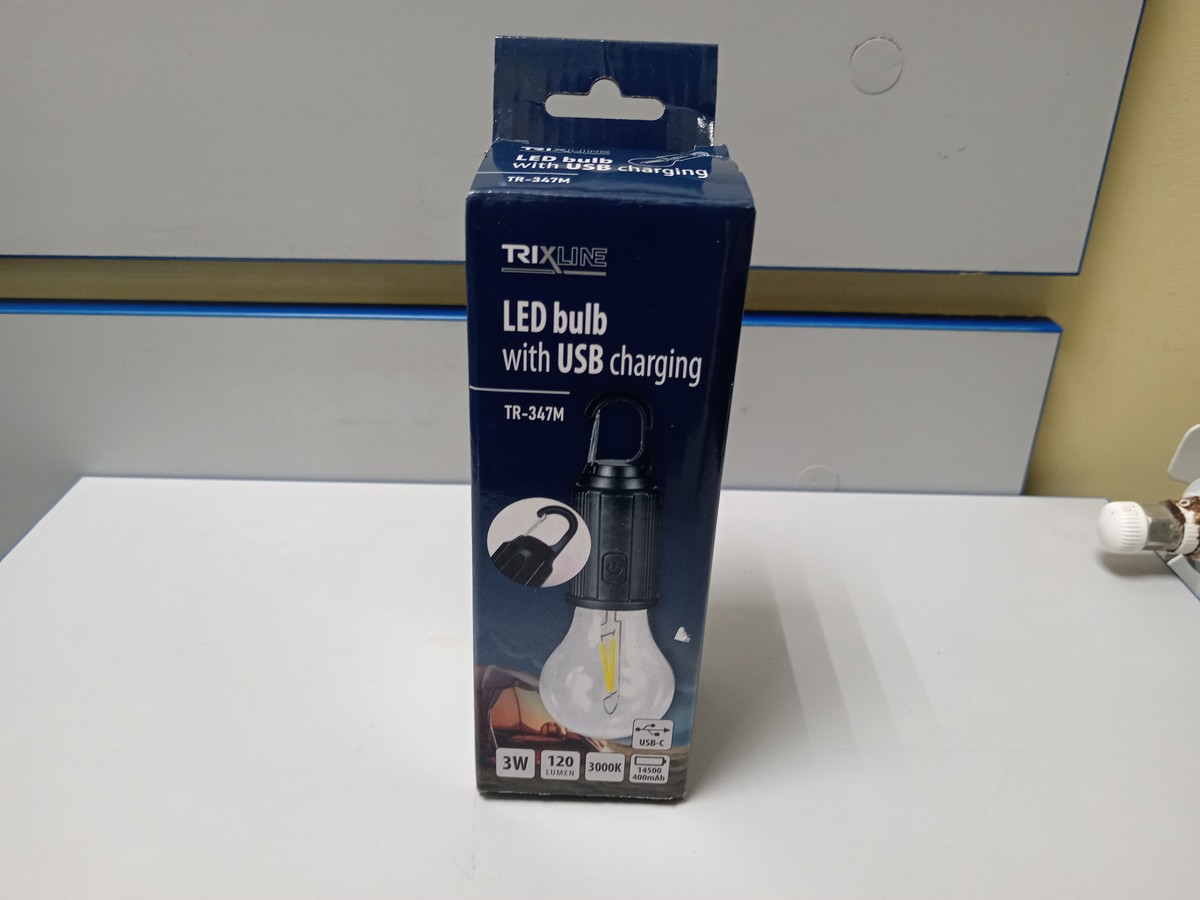 TRIXLINE
LED bulb
with USB charging
TR-347M
TRIXLINE
LED bulb
with USB charging
TR-347M
USB-C
3W
120
LUMEN
3000K
14500
400mAh